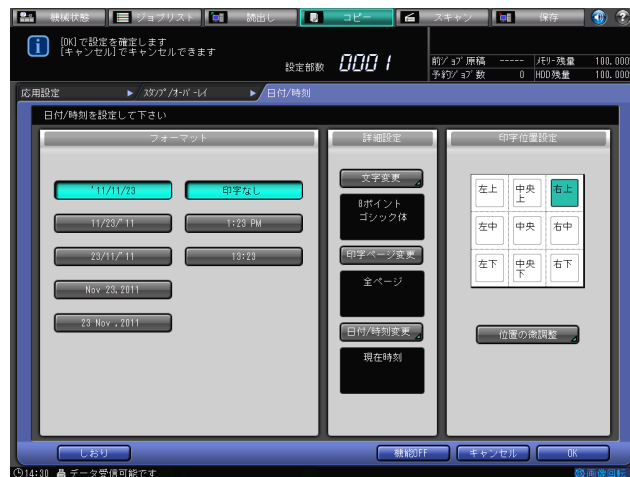 機械状態 ジョブリスト 読出し コピー スキャン 保存
[OK]で設定を確定します
[キャンセル]でキャンセルできます
設定部数 0001
前ｼﾞｮﾌﾞ原稿 ----- ﾒﾓﾘｰ残量 100.000
予約ｼﾞｮﾌﾞ数 0 HDD残量 100.000
応用設定 ｽﾀﾝﾌﾟ/ｵｰﾊﾞｰﾚｲ 日付/時刻
日付/時刻を設定して下さい
フォーマット
'11/11/23 印字なし
11/23/'11 1:23 PM
23/11/'11 13:23
Nov 23,2011
23 Nov ,2011
詳細設定
文字変更
8ポイント
ゴシック体
印字ページ変更
全ページ
日付/時刻変更
現在時刻
印字位置設定
左上 中央上 右上
左中 中央 右中
左下 中央下 右下
位置の微調整
しおり 機能OFF キャンセル OK
14:30 データ受信可能です 画像回転